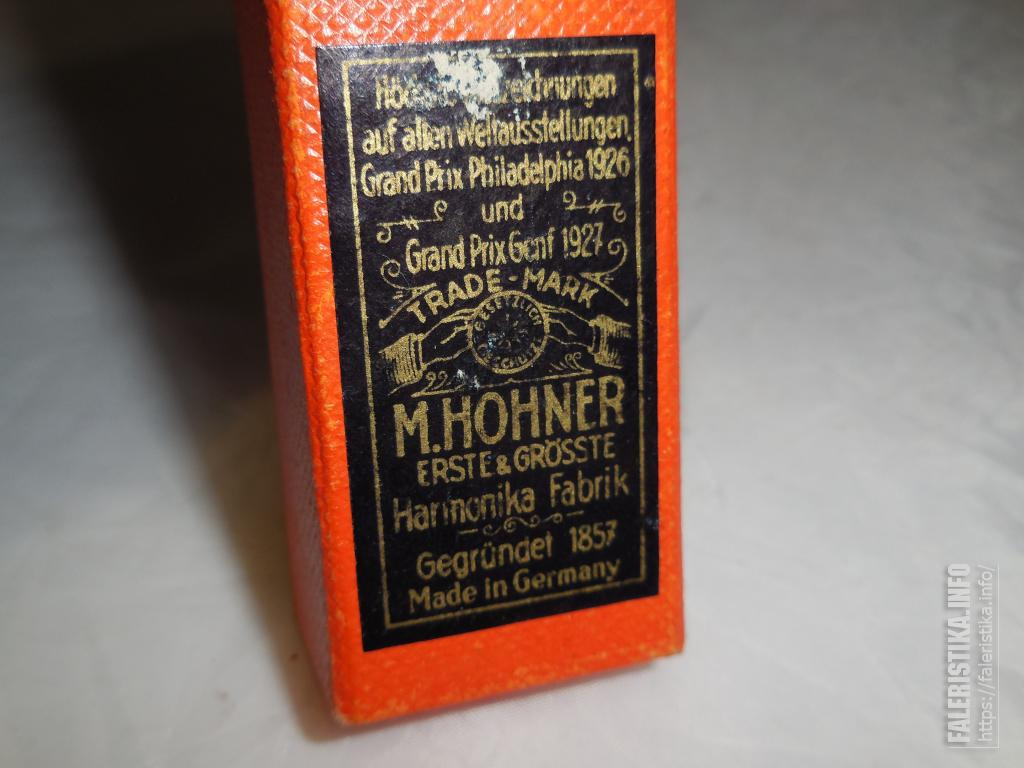 auf allen Weltausstellungen,
Grand Prix Philadelphia 1926
und
Grand Prix Genf 1927
TRADE-MARK
GESETZLICH
M.HOHNER
ERSTE & GRÖSSTE
Harmonika Fabrik
Gegründet 1857
Made in Germany
FALERISTIKA.INFO
https://faleristika.info/